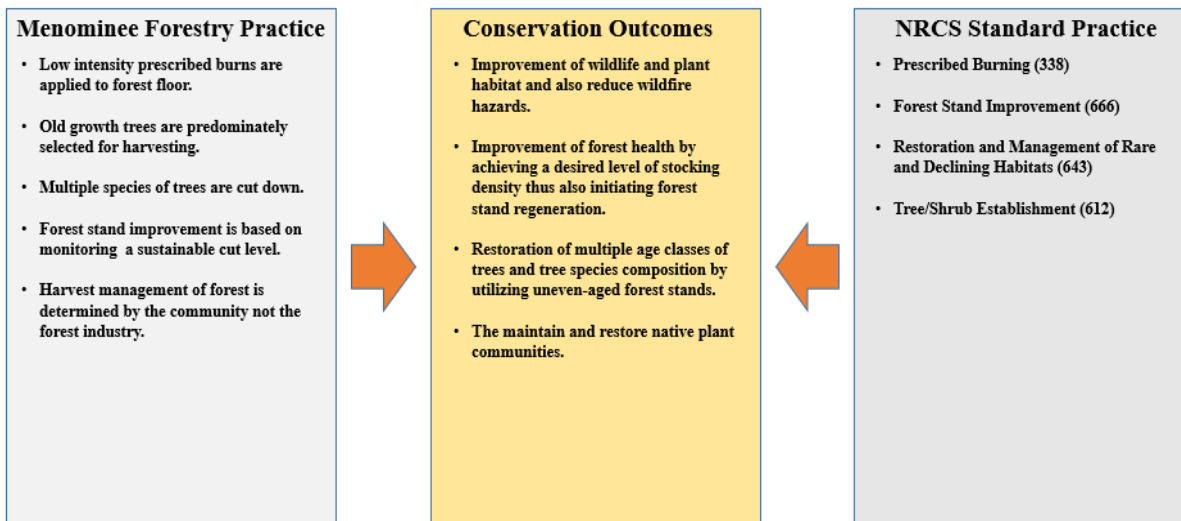 Menominee Forestry Practice
• Low intensity prescribed burns are
applied to forest floor.
• Old growth trees are predominately
selected for harvesting.
• Multiple species of trees are cut down.
• Forest stand improvement is based on
monitoring a sustainable cut level.
• Harvest management of forest is
determined by the community not the
forest industry.
Conservation Outcomes
• Improvement of wildlife and plant
habitat and also reduce wildfire
hazards.
• Improvement of forest health by
achieving a desired level of stocking
density thus also initiating forest
stand regeneration.
• Restoration of multiple age classes of
trees and tree species composition by
utilizing uneven-aged forest stands.
• The maintain and restore native plant
communities.
NRCS Standard Practice
• Prescribed Burning (338)
• Forest Stand Improvement (666)
• Restoration and Management of Rare
and Declining Habitats (643)
• Tree/Shrub Establishment (612)